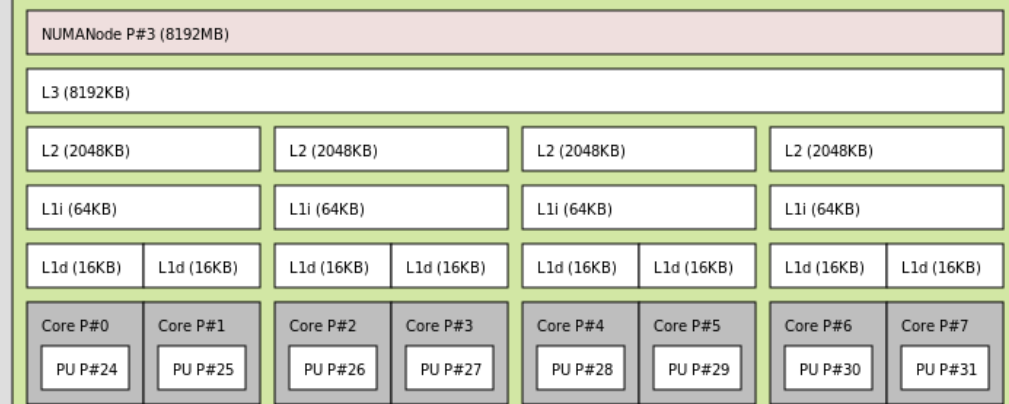 NUMANode P#3 (8192MB)
L3 (8192KB)
L2 (2048KB) L2 (2048KB) L2 (2048KB) L2 (2048KB)
L1i (64KB) L1i (64KB) L1i (64KB) L1i (64KB)
L1d (16KB) L1d (16KB) L1d (16KB) L1d (16KB) L1d (16KB) L1d (16KB) L1d (16KB) L1d (16KB)
Core P#0 Core P#1 Core P#2 Core P#3 Core P#4 Core P#5 Core P#6 Core P#7
PU P#24 PU P#25 PU P#26 PU P#27 PU P#28 PU P#29 PU P#30 PU P#31